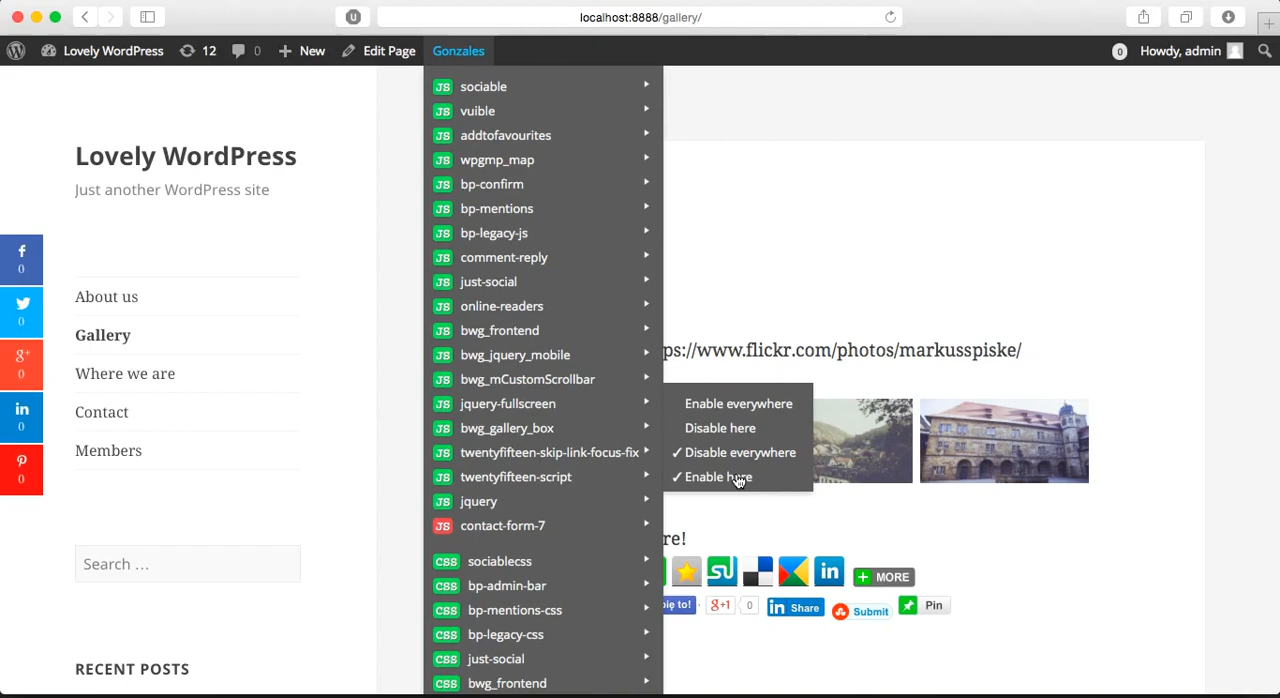 localhost:8888/gallery/
Lovely WordPress 12 0 New Edit Page Gonzales 0 Howdy, admin
Lovely WordPress
Just another WordPress site
0
0
g+
0
in
0
0
About us
Gallery
Where we are
Contact
Members
Search …
RECENT POSTS
JS sociable
JS vuible
JS addtofavourites
JS wpgmp_map
JS bp-confirm
JS bp-mentions
JS bp-legacy-js
JS comment-reply
JS just-social
JS online-readers
JS bwg_frontend
JS bwg_jquery_mobile
JS bwg_mCustomScrollbar
JS jquery-fullscreen
JS bwg_gallery_box
JS twentyfifteen-skip-link-focus-fix
JS twentyfifteen-script
JS jquery
JS contact-form-7
CSS sociablecss
CSS bp-admin-bar
CSS bp-mentions-css
CSS bp-legacy-css
CSS just-social
CSS bwg_frontend
Enable everywhere
Disable here
✓ Disable everywhere
✓ Enable here
ps://www.flickr.com/photos/markusspiske/
re!
in + MORE
to! g+1 0 in Share Submit Pin